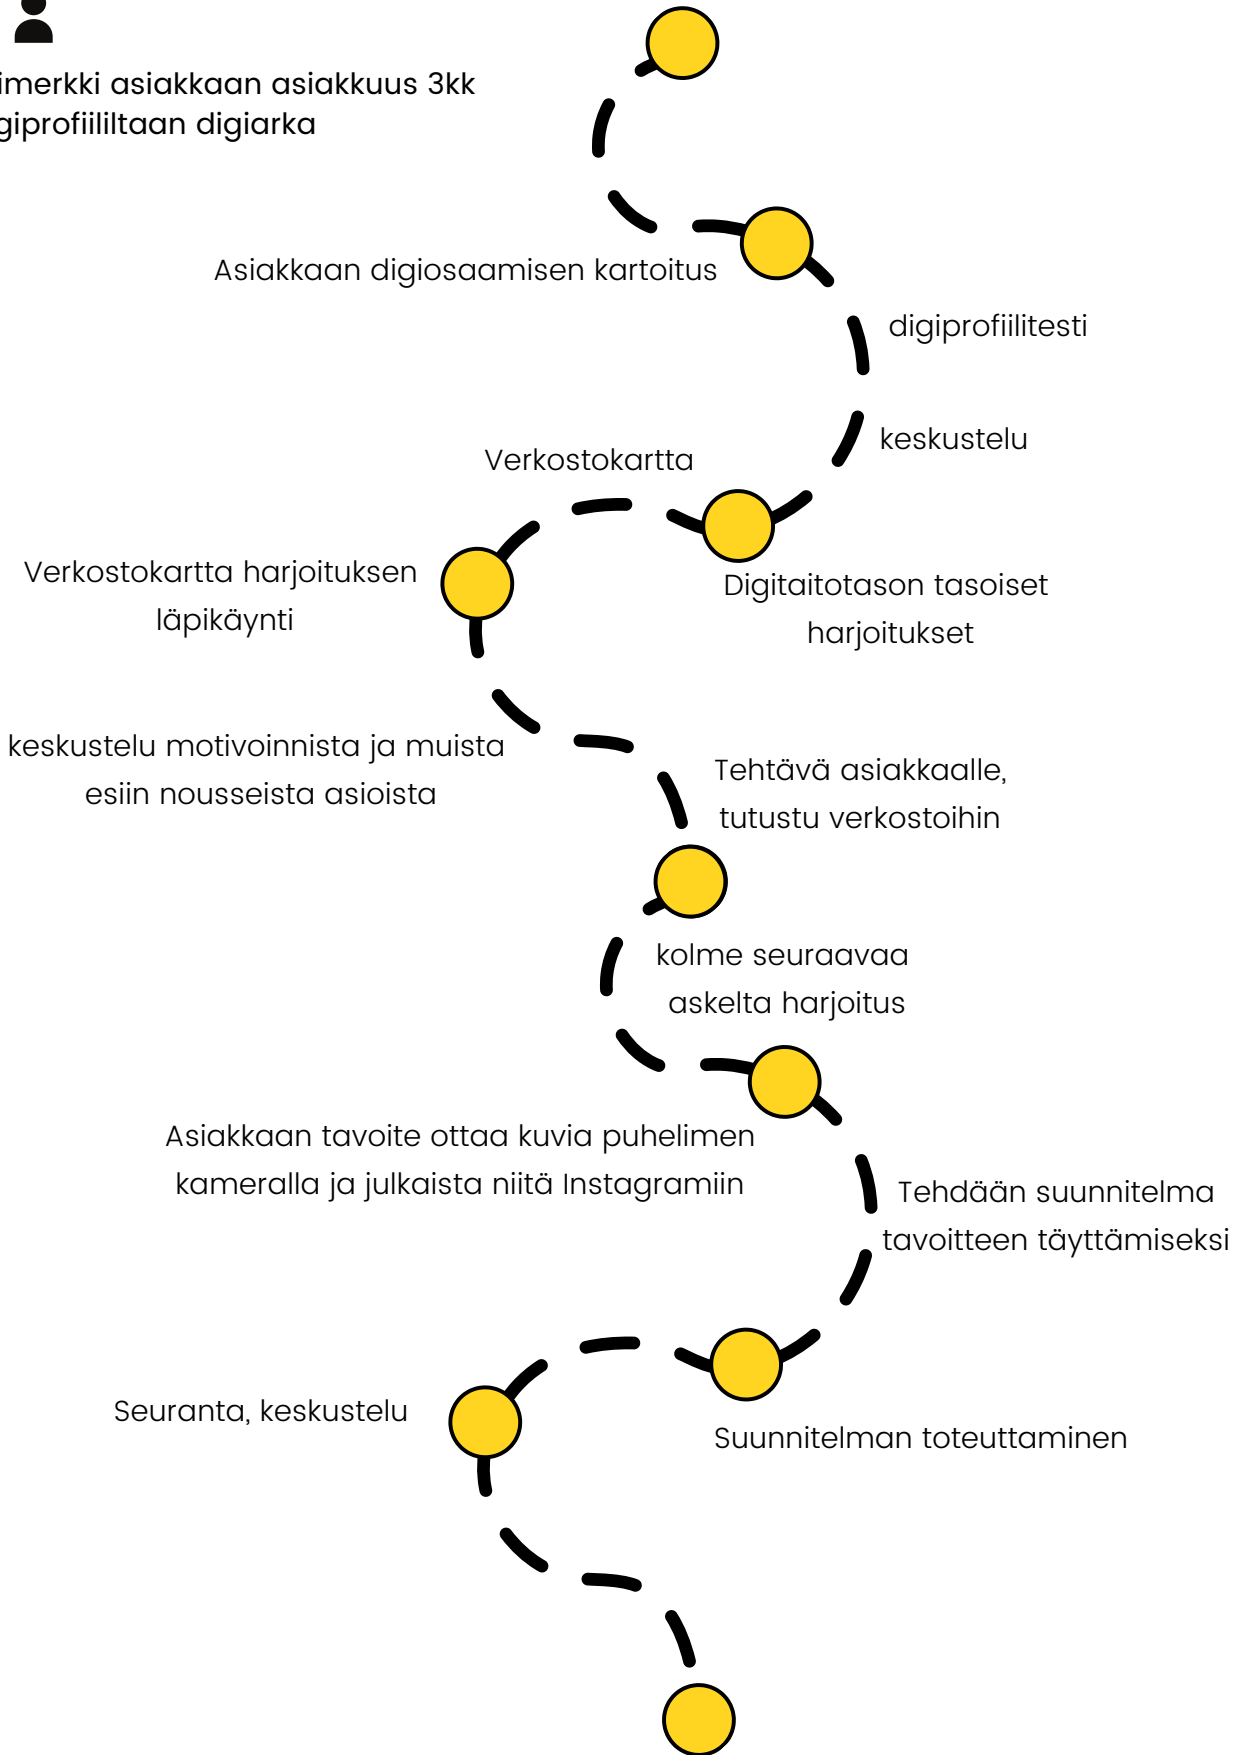 imerkki asiakkaan asiakkuus 3kk
giprofiililtaan digiarka
Asiakkaan digiosaamisen kartoitus
digiprofiilitesti
keskustelu
Verkostokartta
Digitaitotason tasoiset
harjoitukset
Verkostokartta harjoituksen
läpikäynti
keskustelu motivoinnista ja muista
esiin nousseista asioista
Tehtävä asiakkaalle,
tutustu verkostoihin
kolme seuraavaa
askelta harjoitus
Asiakkaan tavoite ottaa kuvia puhelimen
kameralla ja julkaista niitä Instagramiin
Tehdään suunnitelma
tavoitteen täyttämiseksi
Suunnitelman toteuttaminen
Seuranta, keskustelu